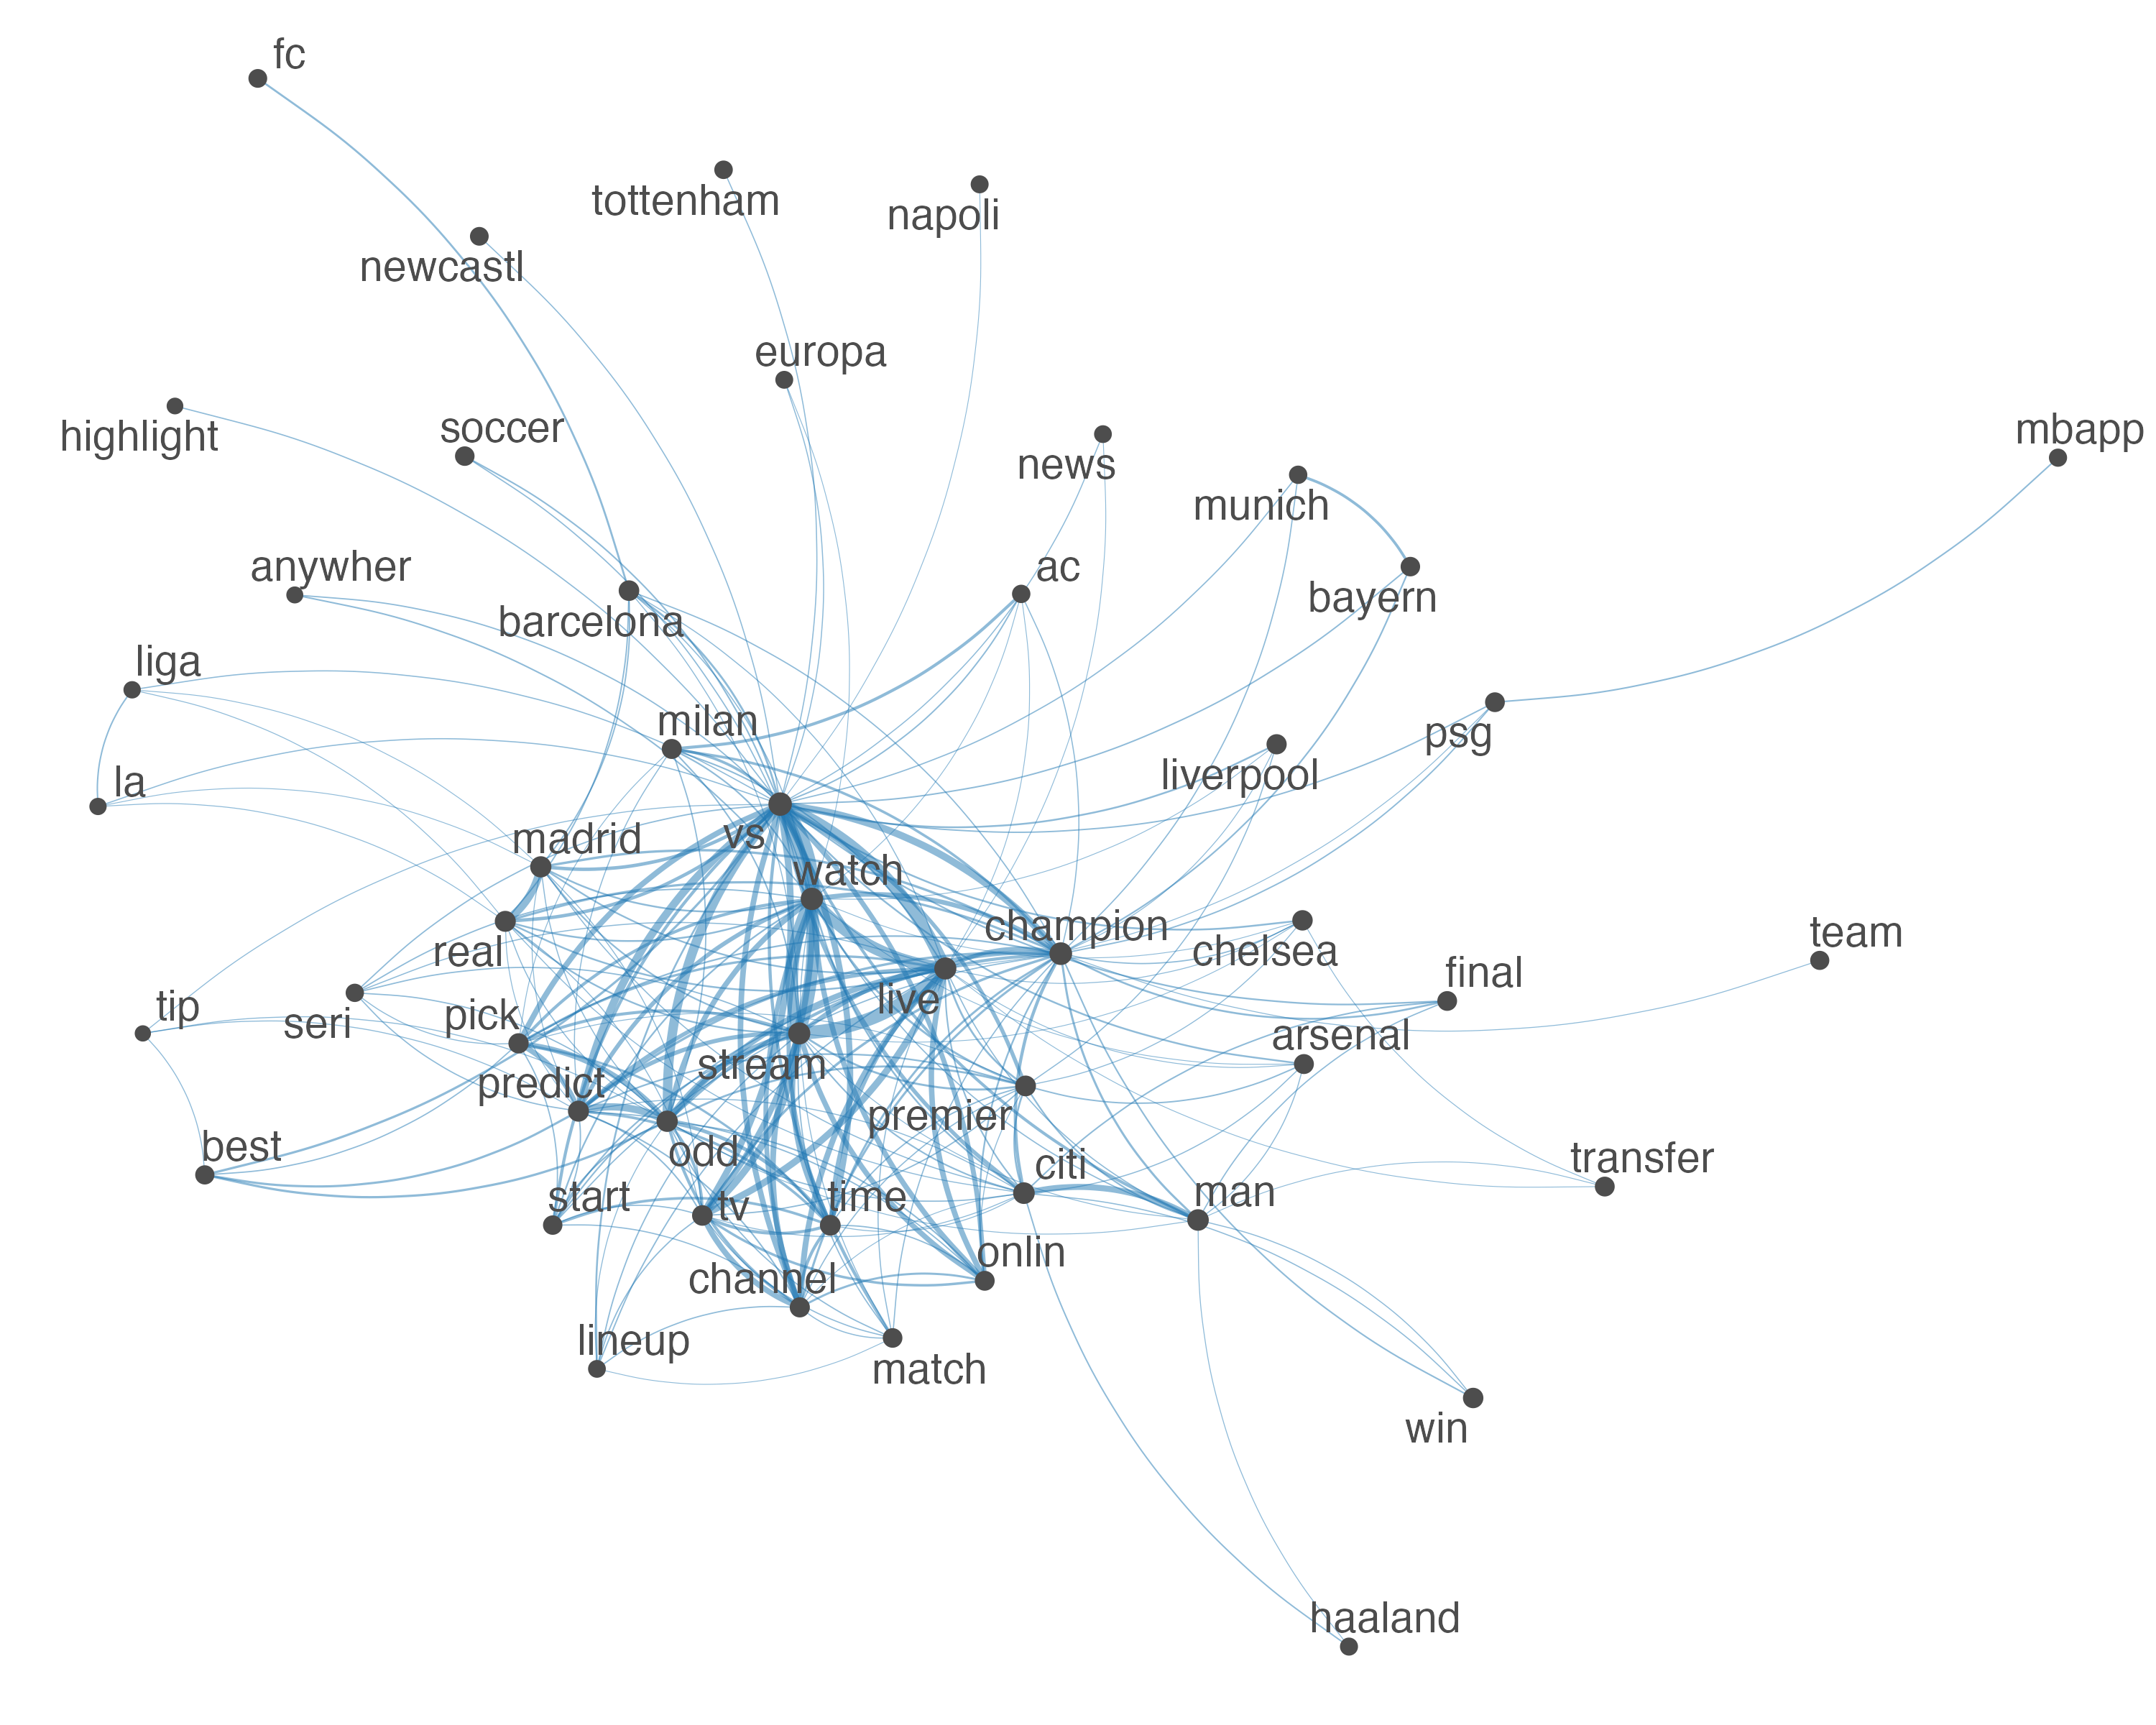 fc
tottenham
napoli
newcastl
europa
highlight
soccer
news
mbapp
munich
anywher
ac
barcelona
bayern
liga
milan
psg
la
liverpool
madrid
vs
watch
real
champion
chelsea
team
final
tip
seri
pick
live
arsenal
stream
predict
premier
best
odd
citi
transfer
start
tv
time
man
onlin
channel
lineup
match
win
haaland